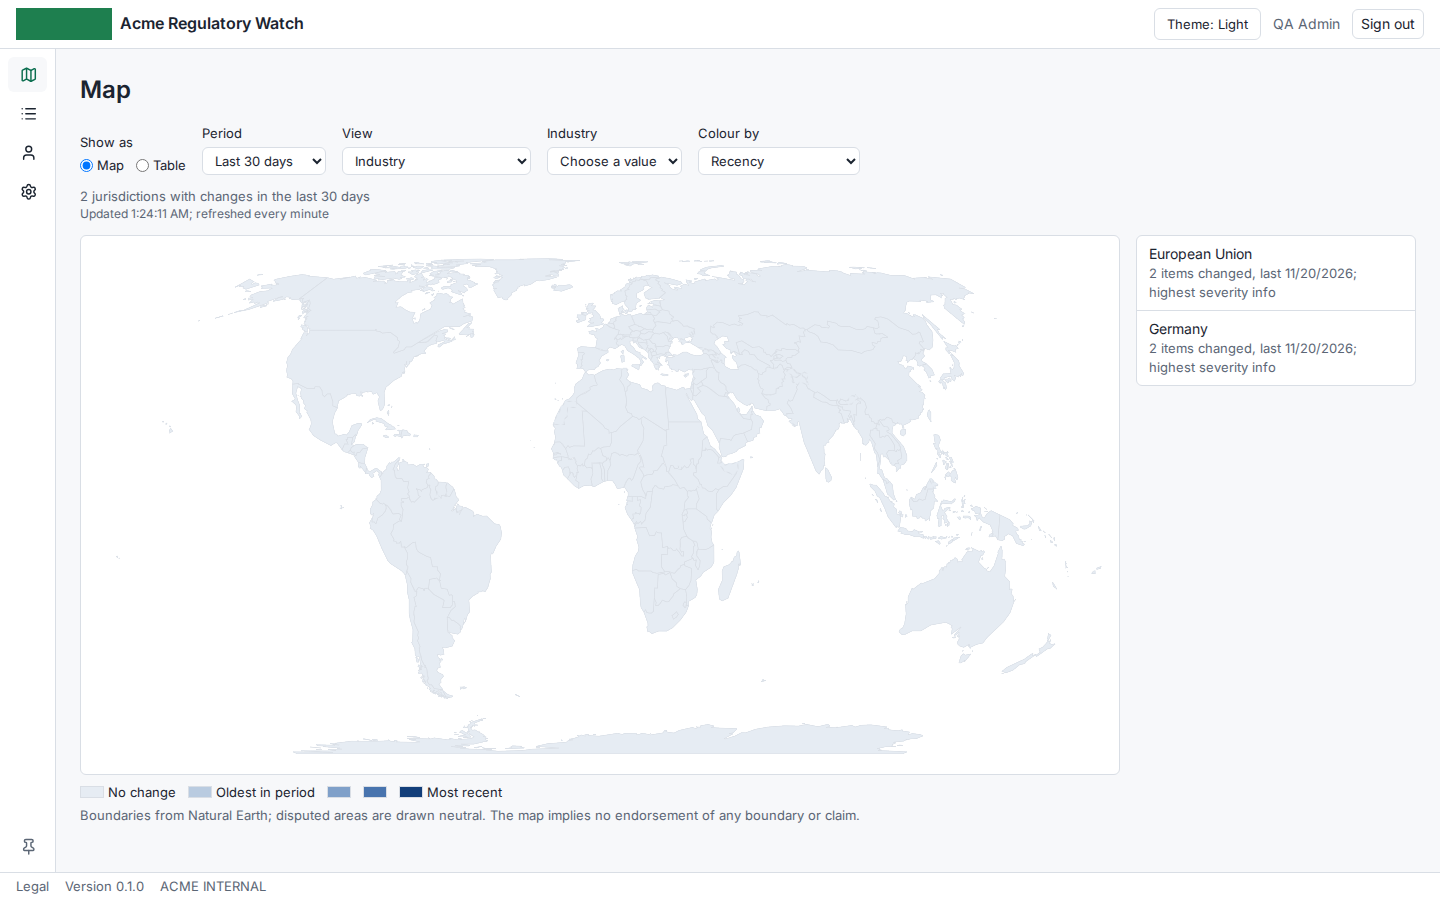 Acme Regulatory Watch
Theme: Light
QA Admin
Sign out
Map
Show as
Map
Table
Period
Last 30 days
View
Industry
Industry
Choose a value
Colour by
Recency
2 jurisdictions with changes in the last 30 days
Updated 1:24:11 AM; refreshed every minute
European Union
2 items changed, last 11/20/2026;
highest severity info
Germany
2 items changed, last 11/20/2026;
highest severity info
No change
Oldest in period
Most recent
Boundaries from Natural Earth; disputed areas are drawn neutral. The map implies no endorsement of any boundary or claim.
Legal
Version 0.1.0
ACME INTERNAL